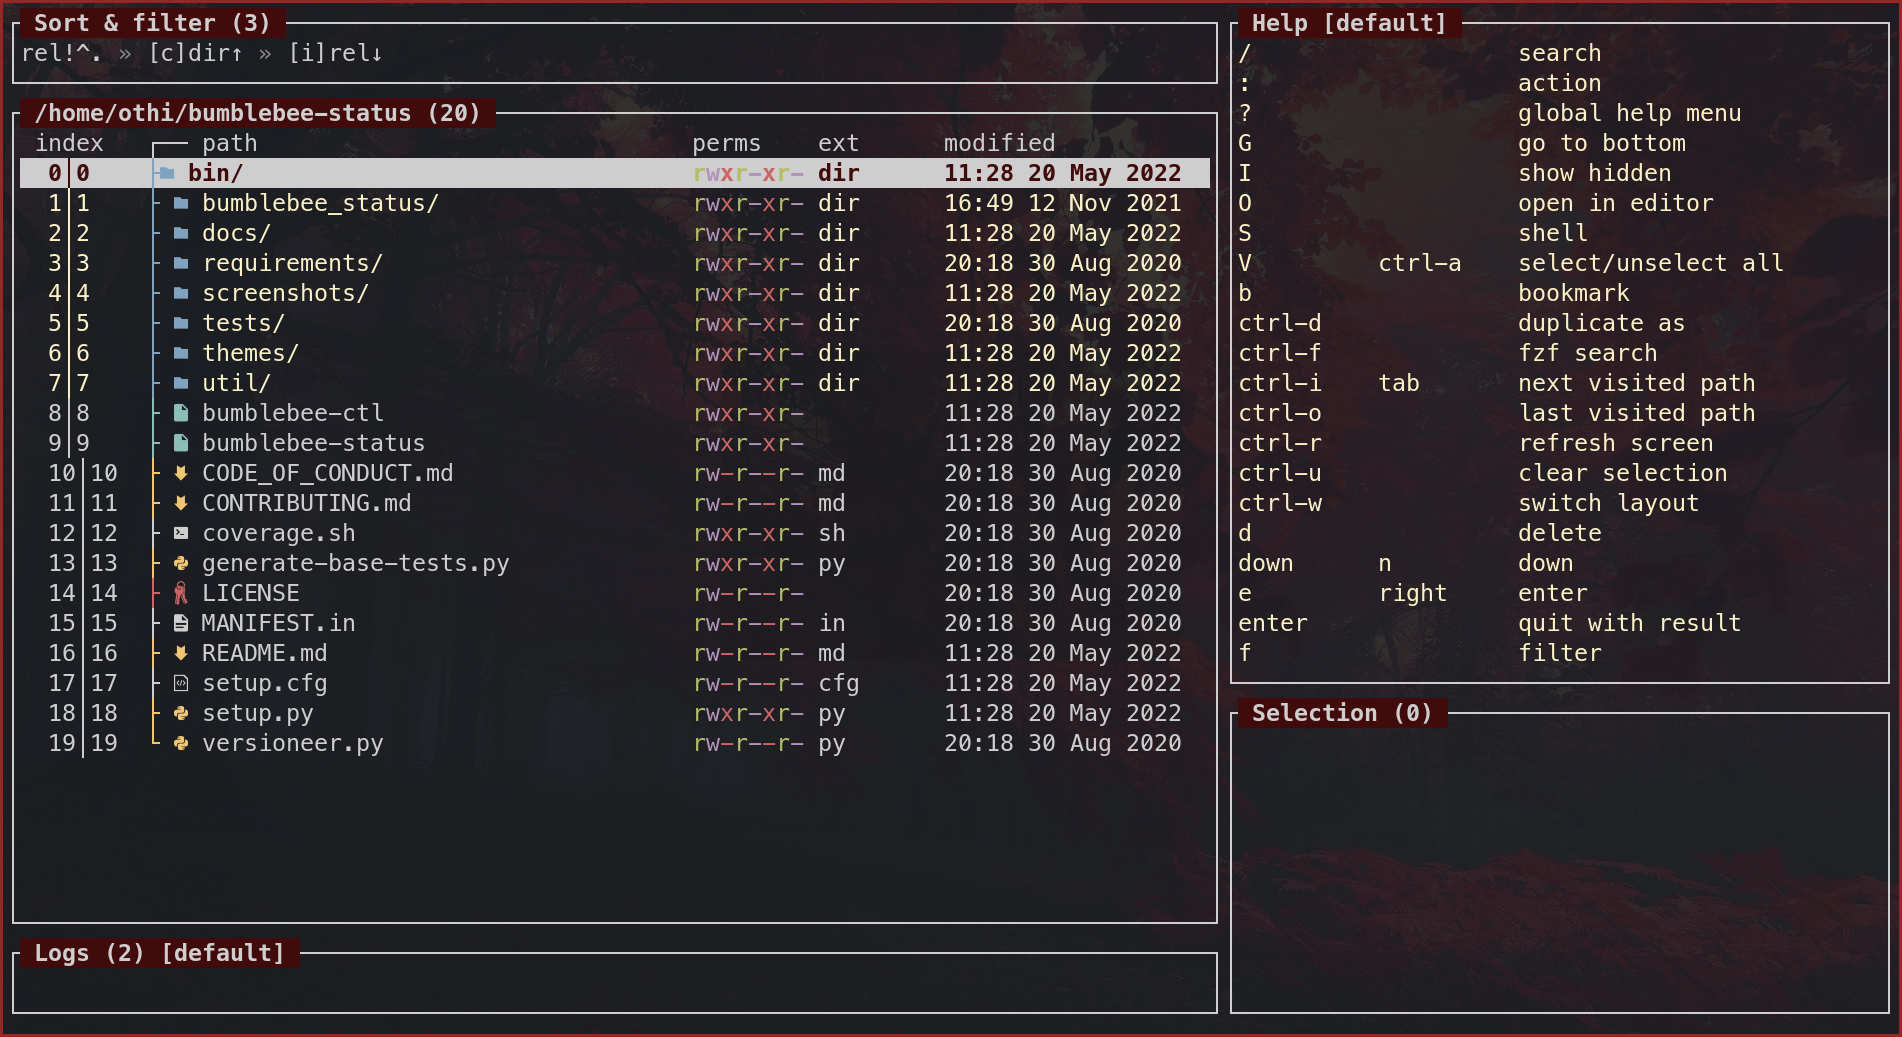 Sort & filter (3)
rel!^. » [c]dir↑ » [i]rel↓
/home/othi/bumblebee-status (20)
index path perms ext modified
0 0 bin/ rwxr-xr- dir 11:28 20 May 2022
1 1 bumblebee_status/ rwxr-xr- dir 16:49 12 Nov 2021
2 2 docs/ rwxr-xr- dir 11:28 20 May 2022
3 3 requirements/ rwxr-xr- dir 20:18 30 Aug 2020
4 4 screenshots/ rwxr-xr- dir 11:28 20 May 2022
5 5 tests/ rwxr-xr- dir 20:18 30 Aug 2020
6 6 themes/ rwxr-xr- dir 11:28 20 May 2022
7 7 util/ rwxr-xr- dir 11:28 20 May 2022
8 8 bumblebee-ctl rwxr-xr- 11:28 20 May 2022
9 9 bumblebee-status rwxr-xr- 11:28 20 May 2022
10 10 CODE_OF_CONDUCT.md rw-r--r- md 20:18 30 Aug 2020
11 11 CONTRIBUTING.md rw-r--r- md 20:18 30 Aug 2020
12 12 coverage.sh rwxr-xr- sh 20:18 30 Aug 2020
13 13 generate-base-tests.py rwxr-xr- py 20:18 30 Aug 2020
14 14 LICENSE rw-r--r- 20:18 30 Aug 2020
15 15 MANIFEST.in rw-r--r- in 20:18 30 Aug 2020
16 16 README.md rw-r--r- md 11:28 20 May 2022
17 17 setup.cfg rw-r--r- cfg 11:28 20 May 2022
18 18 setup.py rwxr-xr- py 11:28 20 May 2022
19 19 versioneer.py rw-r--r- py 20:18 30 Aug 2020
Logs (2) [default]
Help [default]
/ search
: action
? global help menu
G go to bottom
I show hidden
O open in editor
S shell
V ctrl-a select/unselect all
b bookmark
ctrl-d duplicate as
ctrl-f fzf search
ctrl-i tab next visited path
ctrl-o last visited path
ctrl-r refresh screen
ctrl-u clear selection
ctrl-w switch layout
d delete
down n down
e right enter
enter quit with result
f filter
Selection (0)